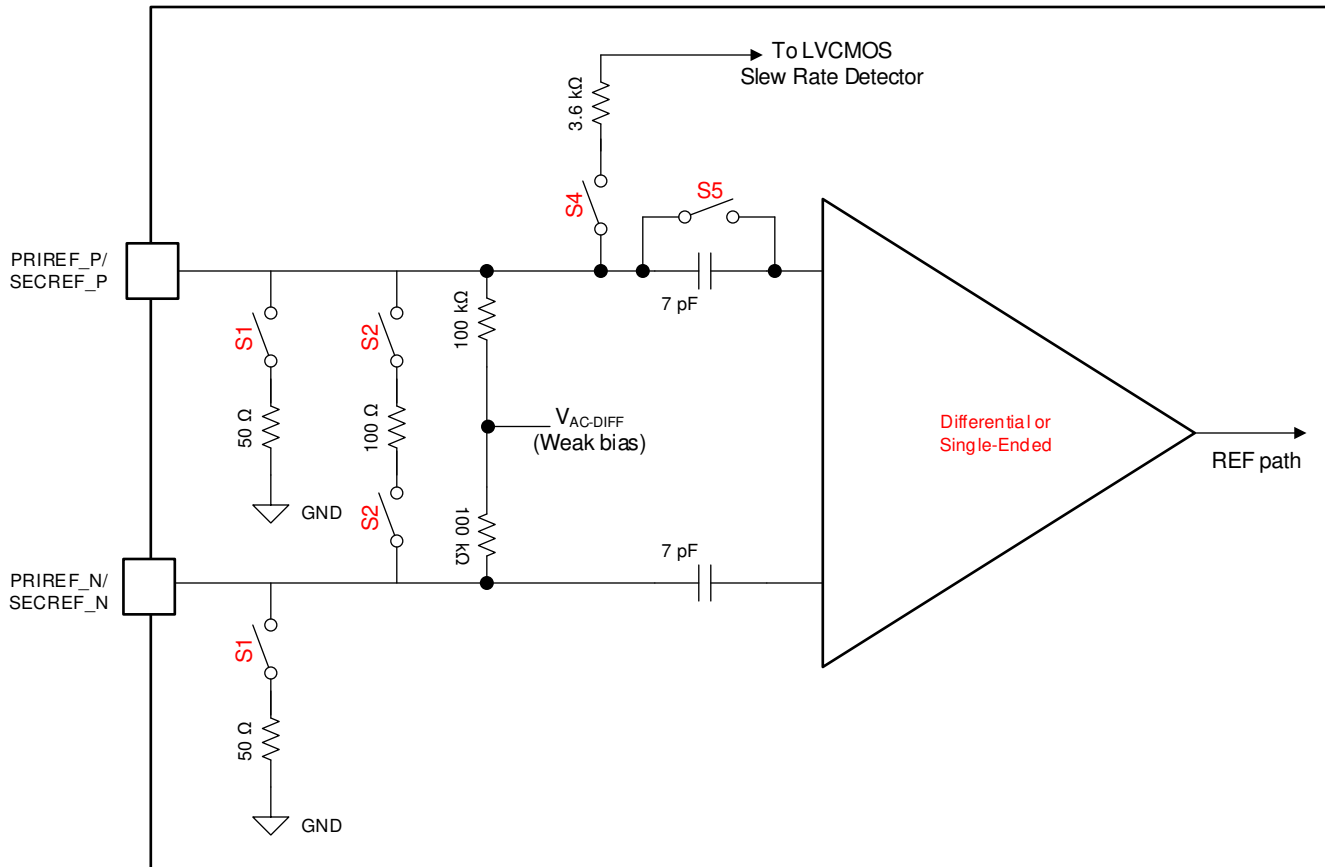 To LVCMOS
Slew Rate Detector
3.6 kΩ
S4
S5
PRIREF_P/
SECREF_P
7 pF
S1
S2
100 kΩ
50 Ω
100 Ω
VAC-DIFF
(Weak bias)
Differential or
Single-Ended
REF path
GND
S2
100 kΩ
7 pF
PRIREF_N/
SECREF_N
S1
50 Ω
GND